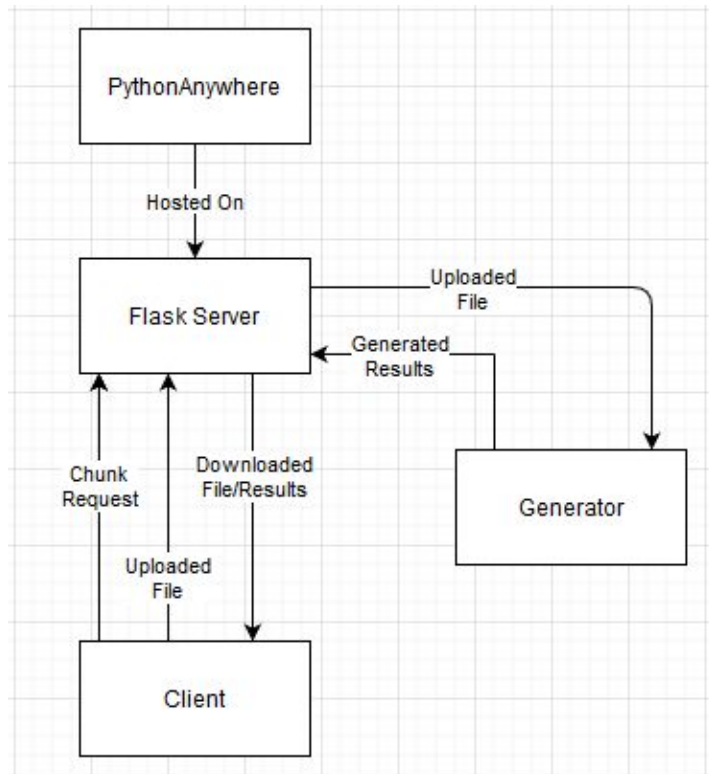 PythonAnywhere
Hosted On
Flask Server
Uploaded
File
Generated
Results
Chunk
Request
Uploaded
File
Downloaded
File/Results
Generator
Client